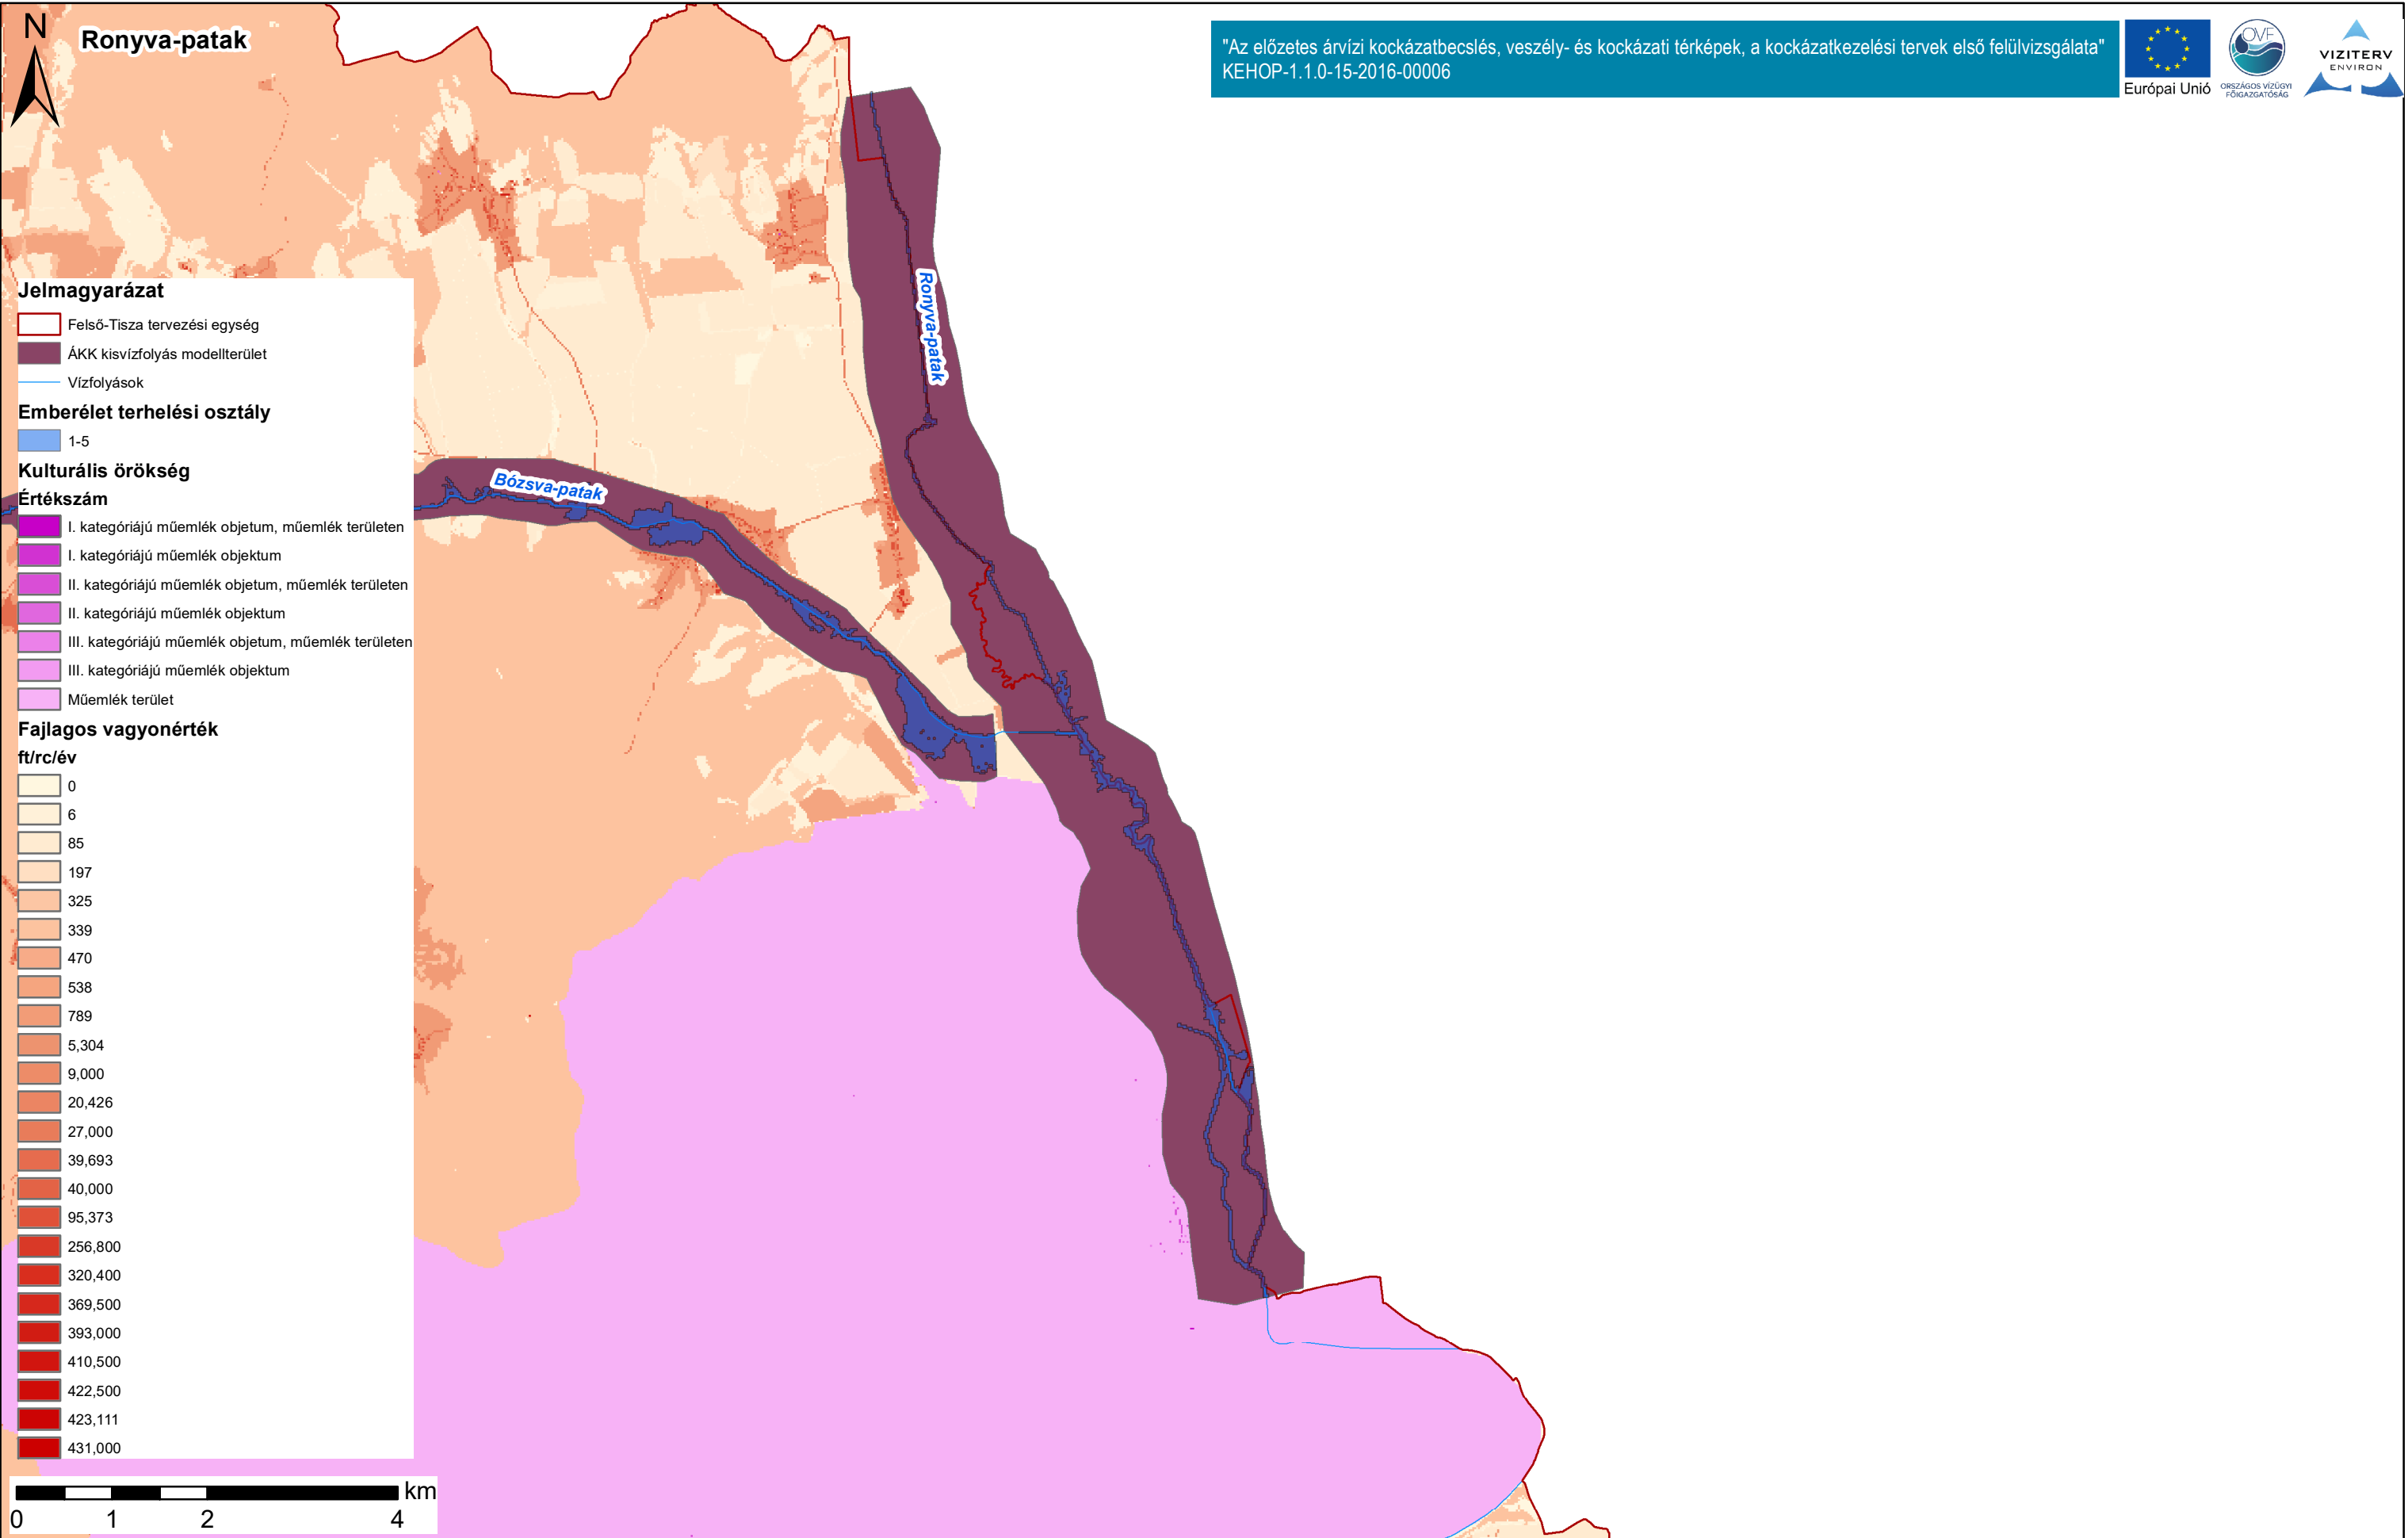 N
Ronyva-patak
"Az előzetes árvízi kockázatbecslés, veszély- és kockázati térképek, a kockázatkezelési tervek első felülvizsgálata"
KEHOP-1.1.0-15-2016-00006
Európai Unió
OVF
ORSZÁGOS VÍZÜGYI
FŐIGAZGATÓSÁG
VIZITERV
ENVIRON
Ronyva-patak
Bózsva-patak
Jelmagyarázat
Felső-Tisza tervezési egység
ÁKK kisvízfolyás modellterület
Vízfolyások
Emberélet terhelési osztály
1-5
Kulturális örökség
Értékszám
I. kategóriájú műemlék objetum, műemlék területen
I. kategóriájú műemlék objektum
II. kategóriájú műemlék objetum, műemlék területen
II. kategóriájú műemlék objektum
III. kategóriájú műemlék objetum, műemlék területen
III. kategóriájú műemlék objektum
Műemlék terület
Fajlagos vagyonérték
ft/rc/év
0
6
85
197
325
339
470
538
789
5,304
9,000
20,426
27,000
39,693
40,000
95,373
256,800
320,400
369,500
393,000
410,500
422,500
423,111
431,000
km
0 1 2 4